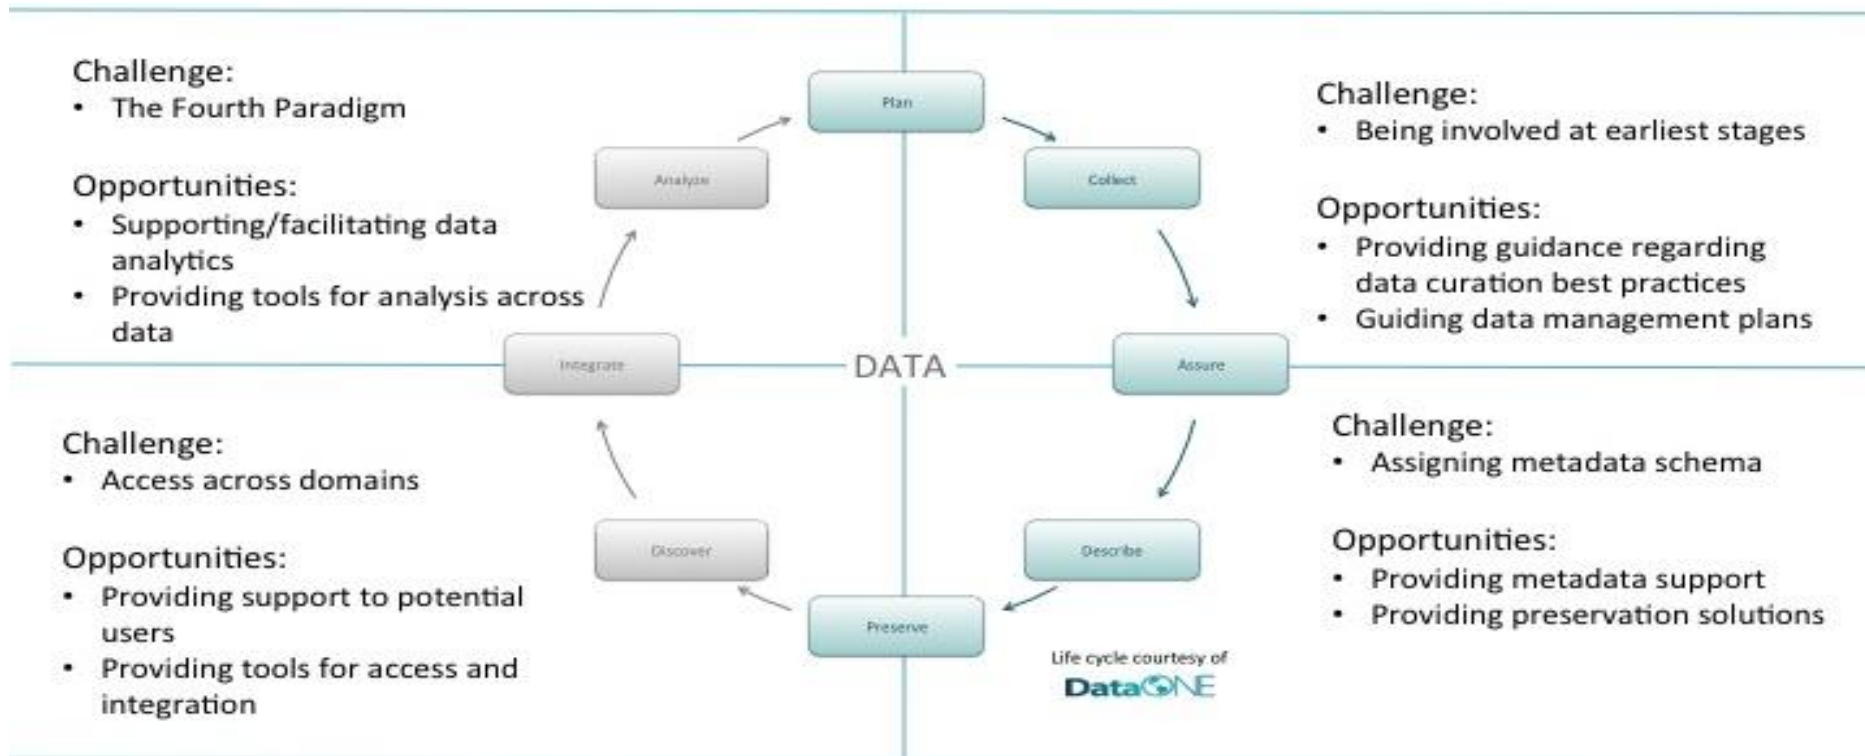 Challenge:
• The Fourth Paradigm
Opportunities:
• Supporting/facilitating data
analytics
• Providing tools for analysis across
data
Plan
Analyze
Collect
Challenge:
• Being involved at earliest stages
Opportunities:
• Providing guidance regarding
data curation best practices
• Guiding data management plans
Integrate
DATA
Assure
Challenge:
• Access across domains
Opportunities:
• Providing support to potential
users
• Providing tools for access and
integration
Discover
Describe
Preserve
Challenge:
• Assigning metadata schema
Opportunities:
• Providing metadata support
• Providing preservation solutions
Life cycle courtesy of
DataONE